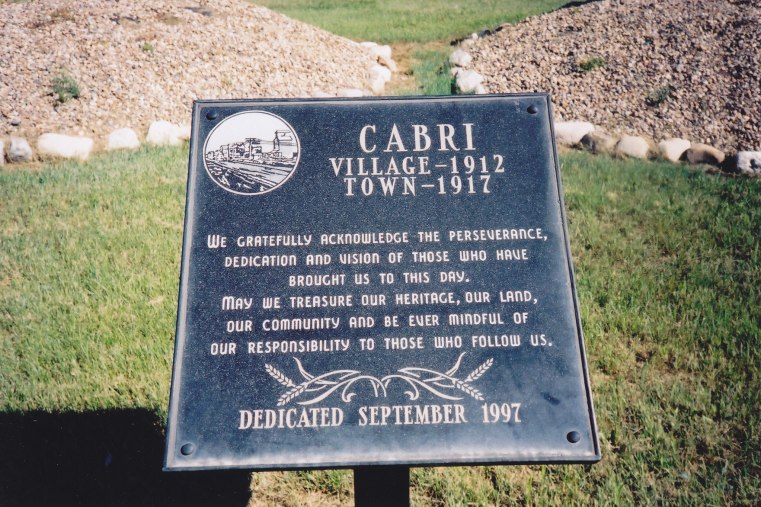 CABRI
VILLAGE-1912
TOWN-1917
WE GRATEFULLY ACKNOWLEDGE THE PERSEVERANCE,
DEDICATION AND VISION OF THOSE WHO HAVE
BROUGHT US TO THIS DAY.
MAY WE TREASURE OUR HERITAGE, OUR LAND,
OUR COMMUNITY AND BE EVER MINDFUL OF
OUR RESPONSIBILITY TO THOSE WHO FOLLOW US.
DEDICATED SEPTEMBER 1997